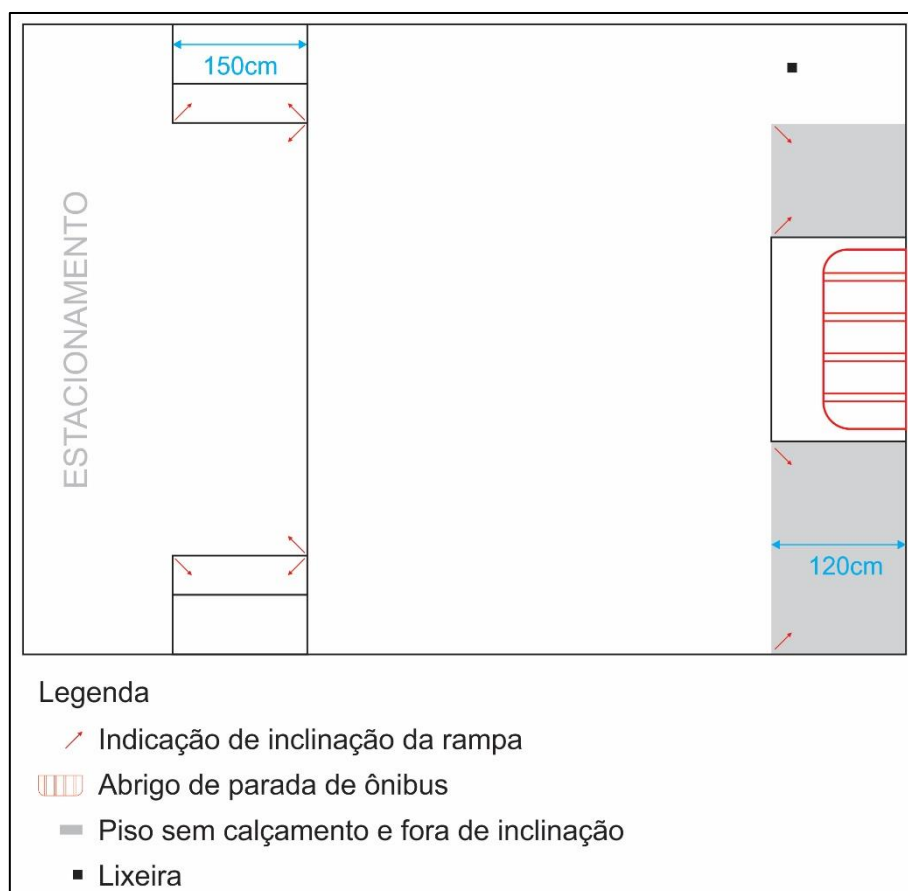 150cm
ESTACIONAMENTO
120cm
Legenda
Indicação de inclinação da rampa
Abrigo de parada de ônibus
Piso sem calçamento e fora de inclinação
Lixeira